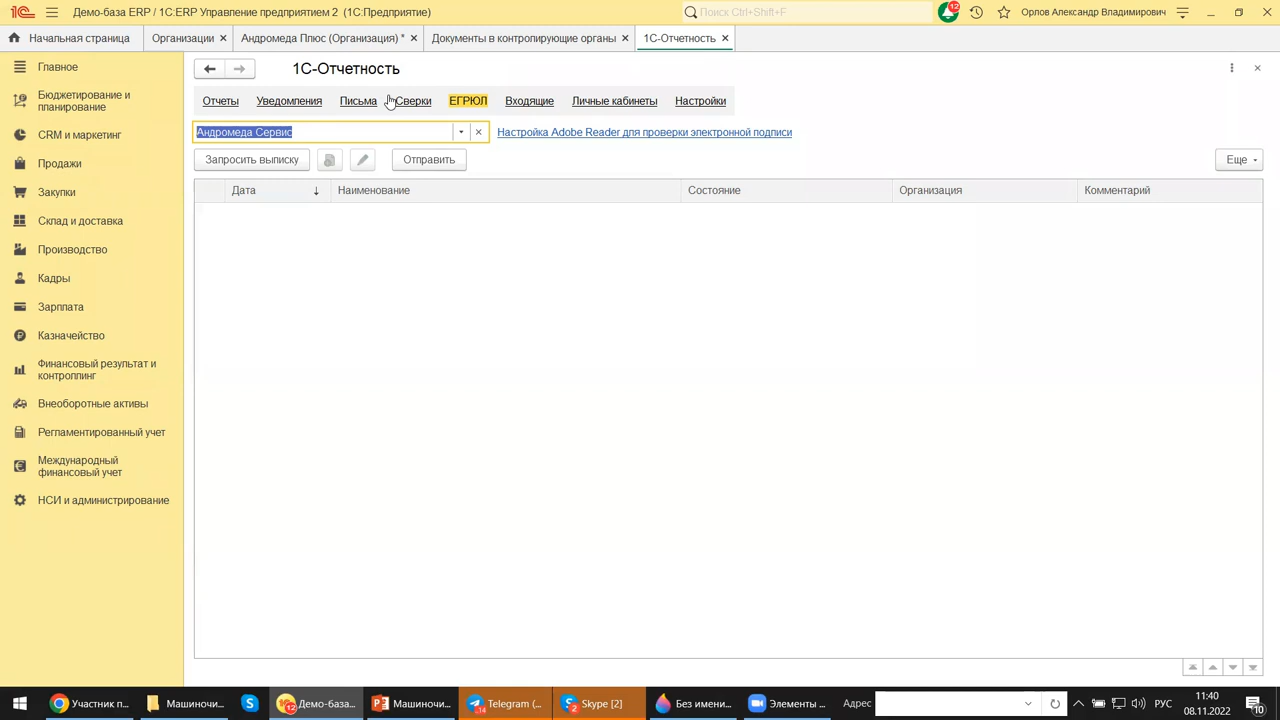 Демо-база ERP / 1С:ERP Управление предприятием 2 (1С:Предприятие)
Поиск Ctrl+Shift+F
12
Орлов Александр Владимирович
Начальная страница
Организации ×
Андромеда Плюс (Организация) * ×
Документы в контролирующие органы ×
1С-Отчетность ×
Главное
Бюджетирование и
планирование
CRM и маркетинг
Продажи
Закупки
Склад и доставка
Производство
Кадры
Зарплата
Казначейство
Финансовый результат и
контроллинг
Внеоборотные активы
Регламентированный учет
Международный
финансовый учет
НСИ и администрирование
1С-Отчетность
Отчеты Уведомления Письма Сверки ЕГРЮЛ Входящие Личные кабинеты Настройки
Андромеда Сервис
Настройка Adobe Reader для проверки электронной подписи
Запросить выписку
Отправить
Еще
Дата ↓ Наименование Состояние Организация Комментарий
Участник п...
Машиночи...
Демо-база...
12
Машиночи...
Telegram (...
14
Skype [2]
2
Без имени...
Элементы ...
Адрес
РУС
11:40
08.11.2022
10